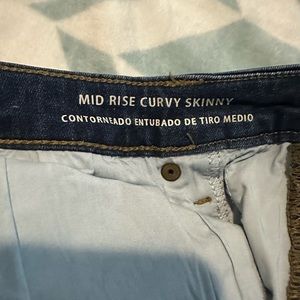 MID RISE CURVY SKINNY
CONTORNEADO ENTUBADO DE TIRO MEDIO